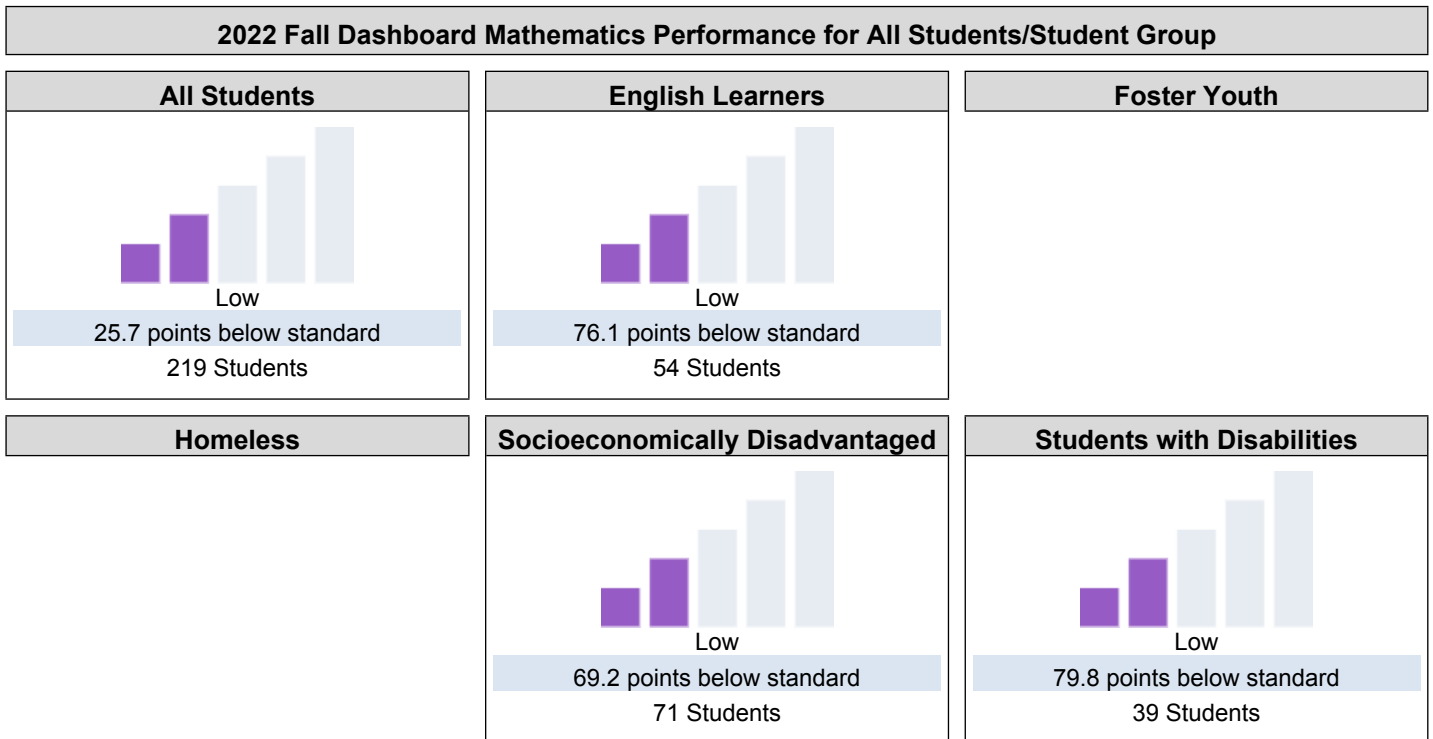 2022 Fall Dashboard Mathematics Performance for All Students/Student Group
All Students
Low
25.7 points below standard
219 Students
English Learners
Low
76.1 points below standard
54 Students
Foster Youth
Homeless
Socioeconomically Disadvantaged
Low
69.2 points below standard
71 Students
Students with Disabilities
Low
79.8 points below standard
39 Students